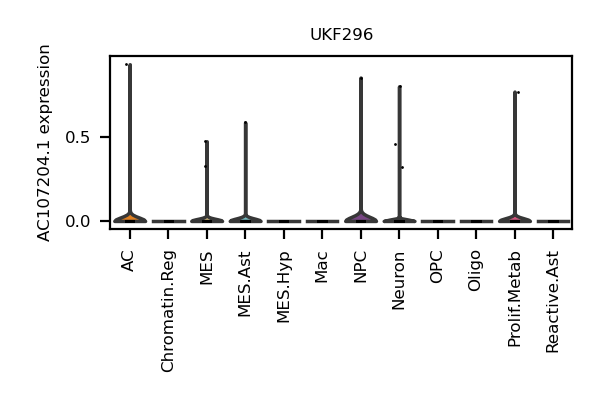 UKF296
AC107204.1 expression
0.5
0.0
AC
Chromatin.Reg
MES
MES.Ast
MES.Hyp
Mac
NPC
Neuron
OPC
Oligo
Prolif.Metab
Reactive.Ast